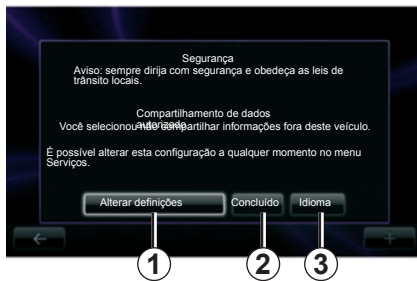 Segurança
Aviso: sempre dirija com segurança e obedeça as leis de
trânsito locais.
Compartilhamento de dados
autorizado
Você selecionou não compartilhar informações fora deste veículo.
É possível alterar esta configuração a qualquer momento no menu
Serviços.
Alterar definições
Concluído
Idioma
1
2
3